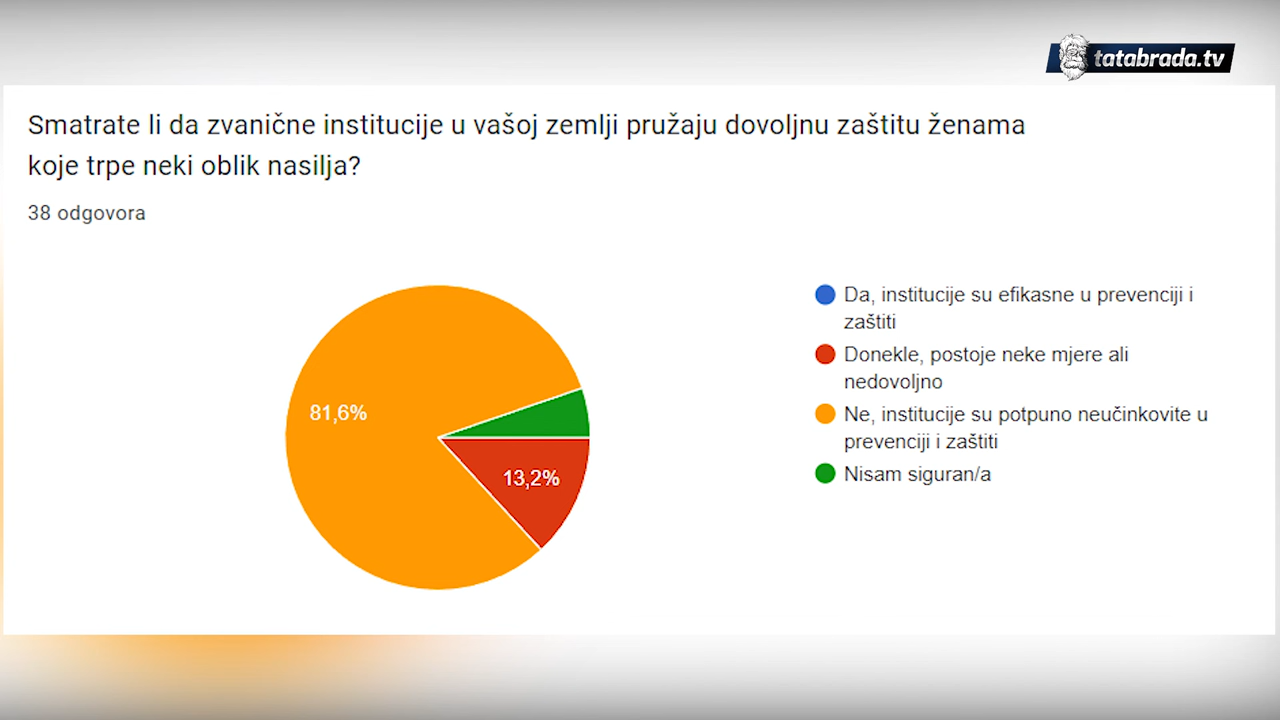 tatabrada.tv
Smatrate li da zvanične institucije u vašoj zemlji pružaju dovoljnu zaštitu ženama
koje trpe neki oblik nasilja?
38 odgovora
81,6%
13,2%
Da, institucije su efikasne u prevenciji i
zaštiti
Donekle, postoje neke mjere ali
nedovoljno
Ne, institucije su potpuno neučinkovite u
prevenciji i zaštiti
Nisam siguran/a